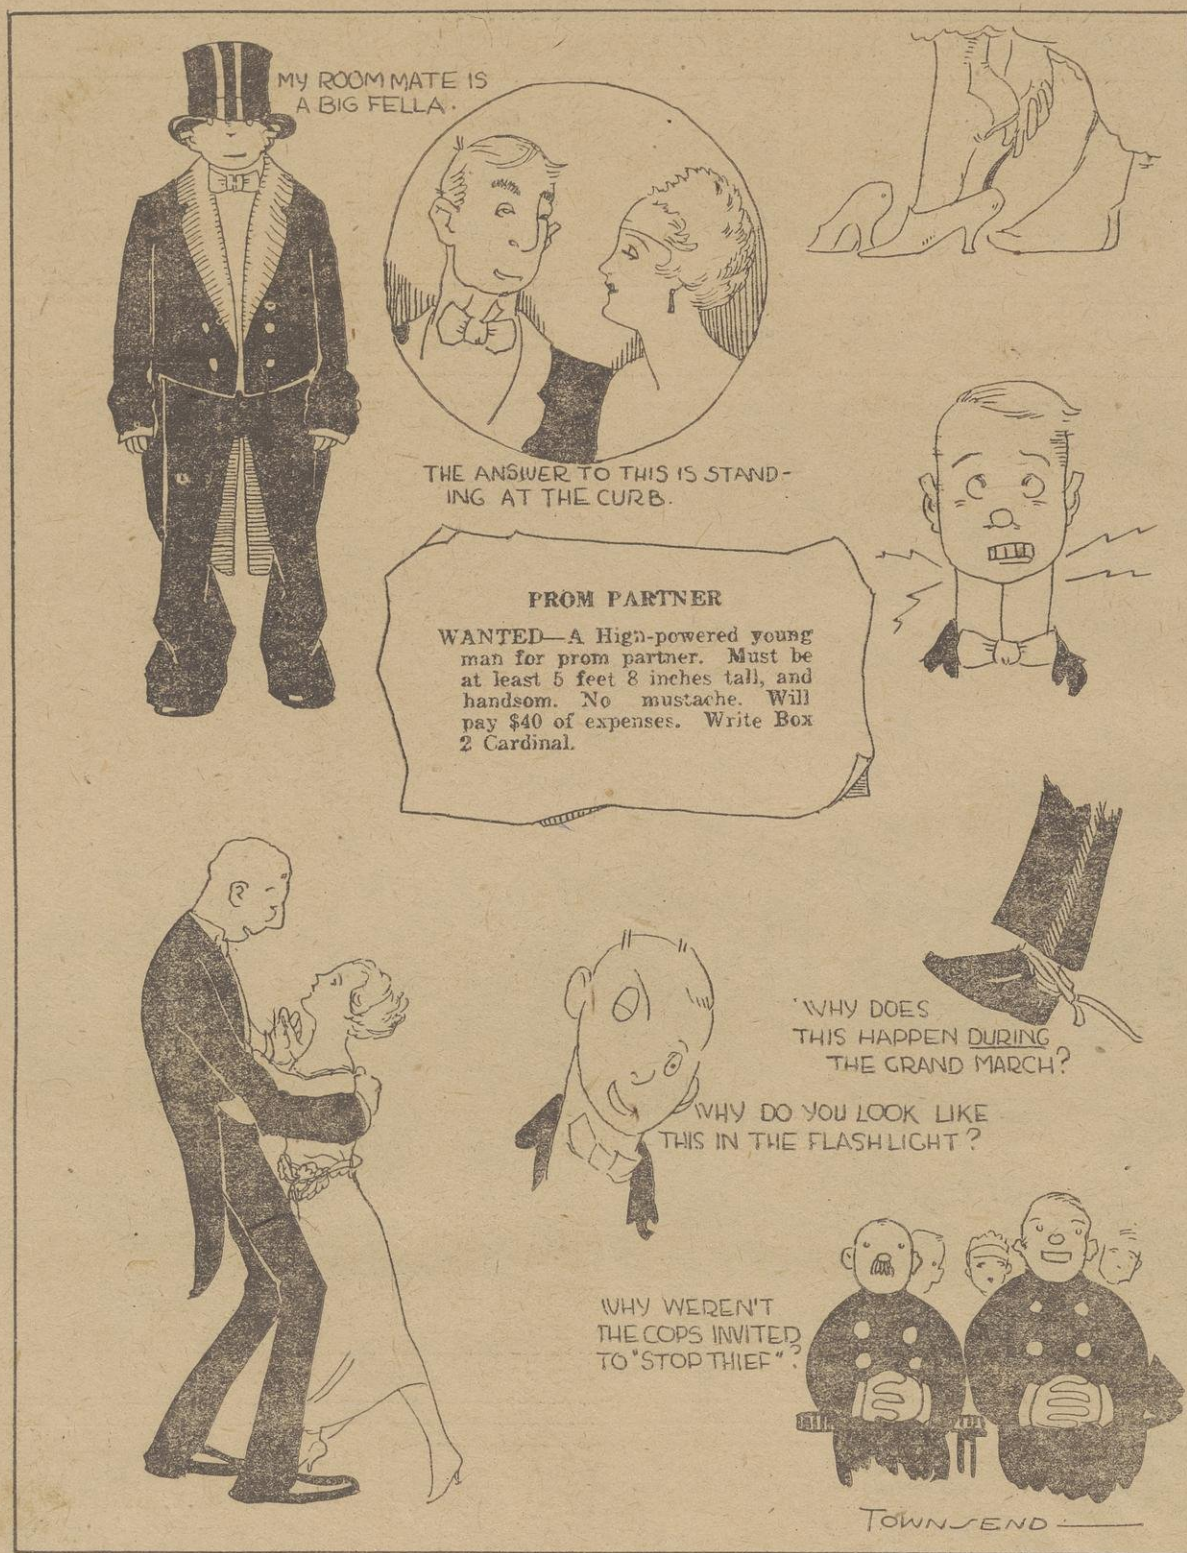 MY ROOM MATE IS
A BIG FELLA.
THE ANSWER TO THIS IS STAND-
ING AT THE CURB.
PROM PARTNER
WANTED—A High-powered young
man for prom partner. Must be
at least 5 feet 8 inches tall, and
handsom. No mustache. Will
pay $40 of expenses. Write Box
2 Cardinal.
'WHY DOES
THIS HAPPEN DURING
THE GRAND MARCH?
WHY DO YOU LOOK LIKE
THIS IN THE FLASHLIGHT?
WHY WEREN'T
THE COPS INVITED
TO "STOP THIEF"?
TOWNSEND